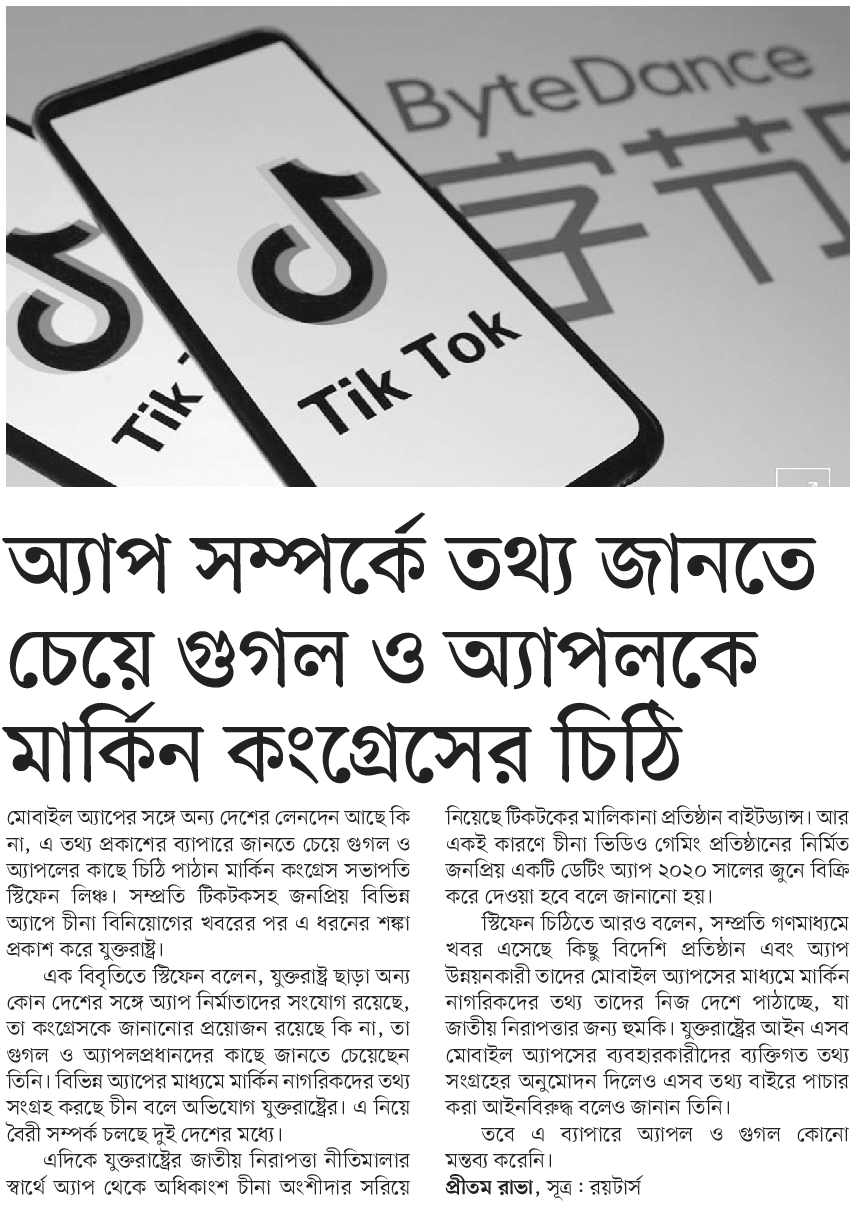 ByteDance
字节
Tik Tok
Tik T
অ্যাপ সম্পর্কে তথ্য জানতে
চেয়ে গুগল ও অ্যাপলকে
মার্কিন কংগ্রেসের চিঠি
মোবাইল অ্যাপের সঙ্গে অন্য দেশের লেনদেন আছে কি
না, এ তথ্য প্রকাশের ব্যাপারে জানতে চেয়ে গুগল ও
অ্যাপলের কাছে চিঠি পাঠান মার্কিন কংগ্রেস সভাপতি
স্টিফেন লিঞ্চ। সম্প্রতি টিকটকসহ জনপ্রিয় বিভিন্ন
অ্যাপে চীনা বিনিয়োগের খবরের পর এ ধরনের শঙ্কা
প্রকাশ করে যুক্তরাষ্ট্র।
এক বিবৃতিতে স্টিফেন বলেন, যুক্তরাষ্ট্র ছাড়া অন্য
কোন দেশের সঙ্গে অ্যাপ নির্মাতাদের সংযোগ রয়েছে,
তা কংগ্রেসকে জানানোর প্রয়োজন রয়েছে কি না, তা
গুগল ও অ্যাপলপ্রধানদের কাছে জানতে চেয়েছেন
তিনি। বিভিন্ন অ্যাপের মাধ্যমে মার্কিন নাগরিকদের তথ্য
সংগ্রহ করছে চীন বলে অভিযোগ যুক্তরাষ্ট্রের। এ নিয়ে
বৈরী সম্পর্ক চলছে দুই দেশের মধ্যে।
এদিকে যুক্তরাষ্ট্রের জাতীয় নিরাপত্তা নীতিমালার
স্বার্থে অ্যাপ থেকে অধিকাংশ চীনা অংশীদার সরিয়ে
নিয়েছে টিকটকের মালিকানা প্রতিষ্ঠান বাইটড্যান্স। আর
একই কারণে চীনা ভিডিও গেমিং প্রতিষ্ঠানের নির্মিত
জনপ্রিয় একটি ডেটিং অ্যাপ ২০২০ সালের জুনে বিক্রি
করে দেওয়া হবে বলে জানানো হয়।
স্টিফেন চিঠিতে আরও বলেন, সম্প্রতি গণমাধ্যমে
খবর এসেছে কিছু বিদেশি প্রতিষ্ঠান এবং অ্যাপ
উন্নয়নকারী তাদের মোবাইল অ্যাপসের মাধ্যমে মার্কিন
নাগরিকদের তথ্য তাদের নিজ দেশে পাঠাচ্ছে, যা
জাতীয় নিরাপত্তার জন্য হুমকি। যুক্তরাষ্ট্রের আইন এসব
মোবাইল অ্যাপসের ব্যবহারকারীদের ব্যক্তিগত তথ্য
সংগ্রহের অনুমোদন দিলেও এসব তথ্য বাইরে পাচার
করা আইনবিরুদ্ধ বলেও জানান তিনি।
তবে এ ব্যাপারে অ্যাপল ও গুগল কোনো
মন্তব্য করেনি।
প্রীতম রাভা, সূত্র : রয়টার্স